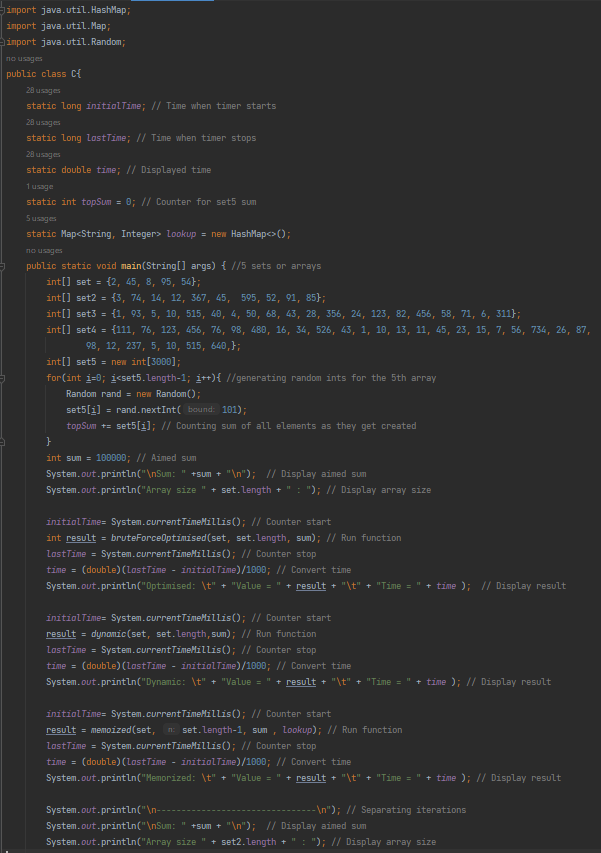 import java.util.HashMap;
import java.util.Map;
import java.util.Random;
no usages
public class C{
28 usages
static long initialTime; // Time when timer starts
28 usages
static long lastTime; // Time when timer stops
28 usages
static double time; // Displayed time
1 usage
static int topSum = 0; // Counter for set5 sum
5 usages
static Map<String, Integer> lookup = new HashMap<>();
no usages
public static void main(String[] args) { //5 sets or arrays
int[] set = {2, 45, 8, 95, 54};
int[] set2 = {3, 74, 14, 12, 367, 45,  595, 52, 91, 85};
int[] set3 = {1, 93, 5, 10, 515, 40, 4, 50, 68, 43, 28, 356, 24, 123, 82, 456, 58, 71, 6, 311};
int[] set4 = {111, 76, 123, 456, 76, 98, 480, 16, 34, 526, 43, 1, 10, 13, 11, 45, 23, 15, 7, 56, 734, 26, 87,
98, 12, 237, 5, 10, 515, 640,};
int[] set5 = new int[3000];
for(int i=0; i<set5.length-1; i++){ //generating random ints for the 5th array
Random rand = new Random();
set5[i] = rand.nextInt( bound: 101);
topSum += set5[i]; // Counting sum of all elements as they get created
}
int sum = 100000; // Aimed sum
System.out.println("\nSum: " +sum + "\n");  // Display aimed sum
System.out.println("Array size " + set.length + " : "); // Display array size
initialTime= System.currentTimeMillis(); // Counter start
int result = bruteForceOptimised(set, set.length, sum); // Run function
lastTime = System.currentTimeMillis(); // Counter stop
time = (double)(lastTime - initialTime)/1000; // Convert time
System.out.println("Optimised: \t" + "Value = " + result + "\t" + "Time = " + time );  // Display result
initialTime= System.currentTimeMillis(); // Counter start
result = dynamic(set, set.length,sum); // Run function
lastTime = System.currentTimeMillis(); // Counter stop
time = (double)(lastTime - initialTime)/1000; // Convert time
System.out.println("Dynamic: \t" + "Value = " + result + "\t" + "Time = " + time ); // Display result
initialTime= System.currentTimeMillis(); // Counter start
result = memoized(set, n: set.length-1, sum , lookup); // Run function
lastTime = System.currentTimeMillis(); // Counter stop
time = (double)(lastTime - initialTime)/1000; // Convert time
System.out.println("Memorized: \t" + "Value = " + result + "\t" + "Time = " + time ); // Display result
System.out.println("\n-------------------------------\n"); // Separating iterations
System.out.println("\nSum: " +sum + "\n");  // Display aimed sum
System.out.println("Array size " + set2.length + " : "); // Display array size